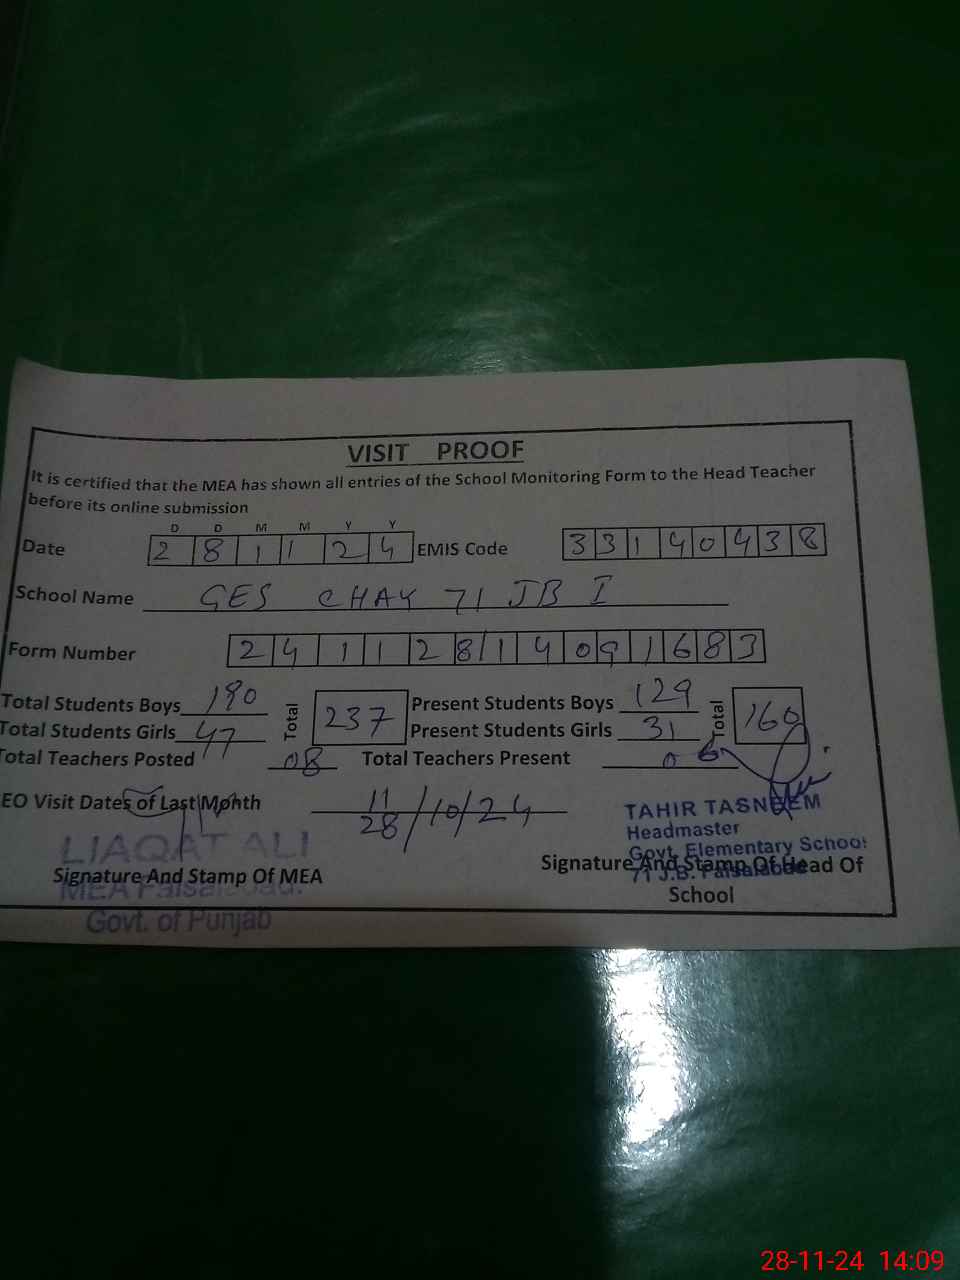 VISIT PROOF
It is certified that the MEA has shown all entries of the School Monitoring Form to the Head Teacher
before its online submission
D D M M Y Y
Date 2 8 1 1 2 4 EMIS Code 3 3 1 4 0 4 3 8
School Name GES CHAK 71 JB I
Form Number 2 4 1 1 2 8 1 4 0 9 1 6 8 3
Total Students Boys 190 Total 237 Present Students Boys 129 Total 160
Total Students Girls 47 Present Students Girls 31
Total Teachers Posted 08 Total Teachers Present 06
EO Visit Dates of Last Month 11/28/10/24
TAHIR TASNEEM
Headmaster
Govt. Elementary School
71 J.B. Faisalabad
LIAQAT ALI
Signature And Stamp Of MEA
MEA Faisalabad.
Govt. of Punjab
Signature And Stamp Of Head Of
School
28-11-24 14:09